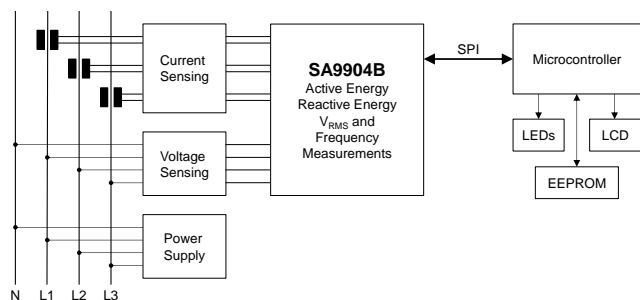 Current
Sensing
SA9904B
Active Energy
Reactive Energy
VRMS and
Frequency
Measurements
SPI
Microcontroller
LEDs
LCD
EEPROM
Voltage
Sensing
Power
Supply
N L1 L2 L3